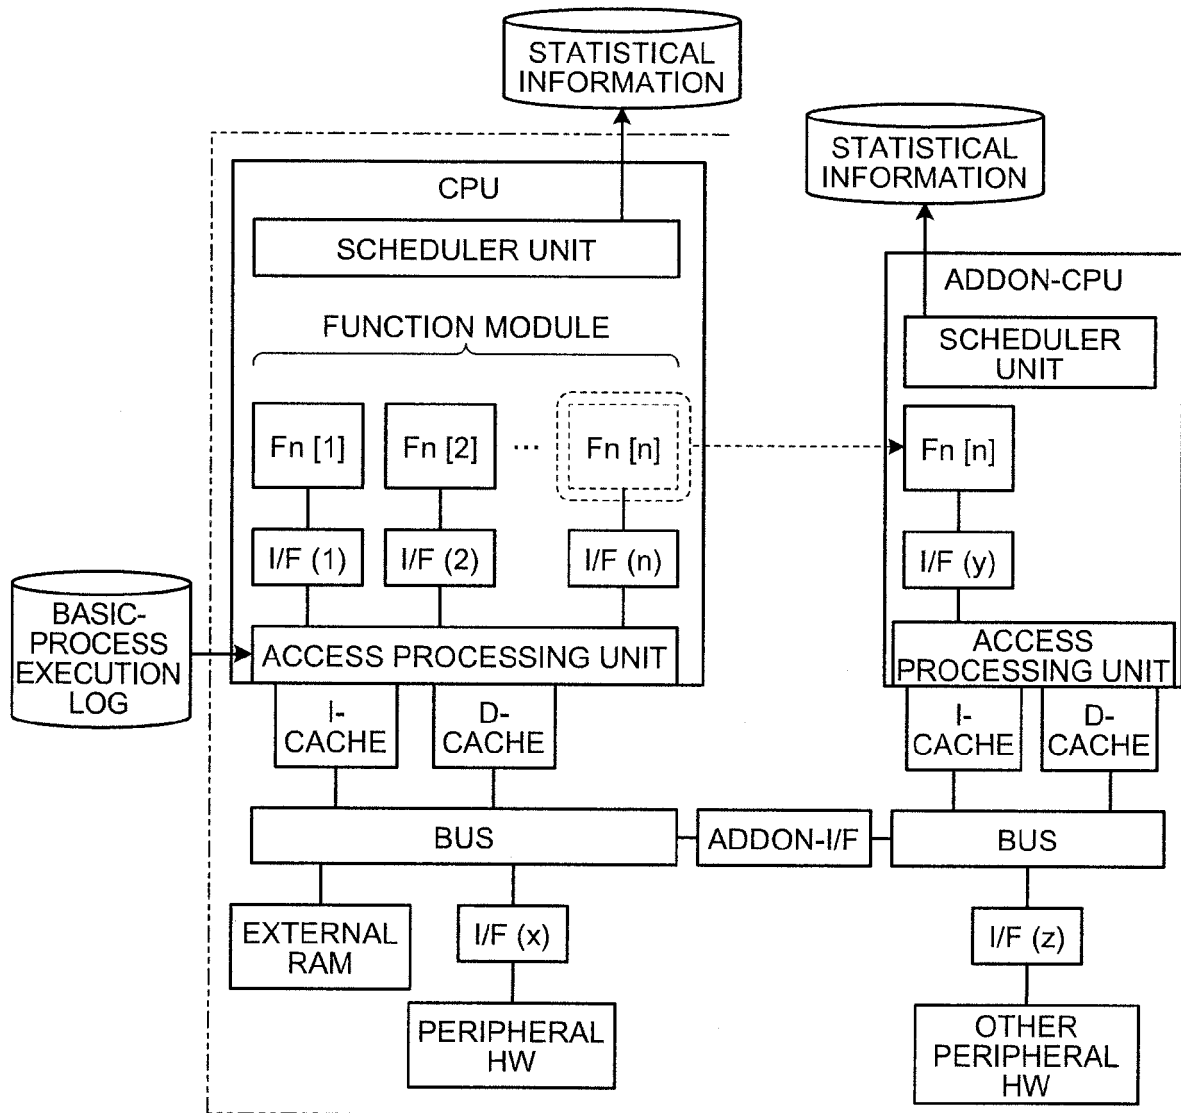 STATISTICAL
INFORMATION
STATISTICAL
INFORMATION
CPU
SCHEDULER UNIT
FUNCTION MODULE
Fn [1]
Fn [2]
...
Fn [n]
I/F (1)
I/F (2)
I/F (n)
BASIC-
PROCESS
EXECUTION
LOG
ACCESS PROCESSING UNIT
I-
CACHE
D-
CACHE
BUS
ADDON-I/F
EXTERNAL
RAM
I/F (x)
PERIPHERAL
HW
ADDON-CPU
SCHEDULER
UNIT
Fn [n]
I/F (y)
ACCESS
PROCESSING UNIT
I-
CACHE
D-
CACHE
BUS
I/F (z)
OTHER
PERIPHERAL
HW